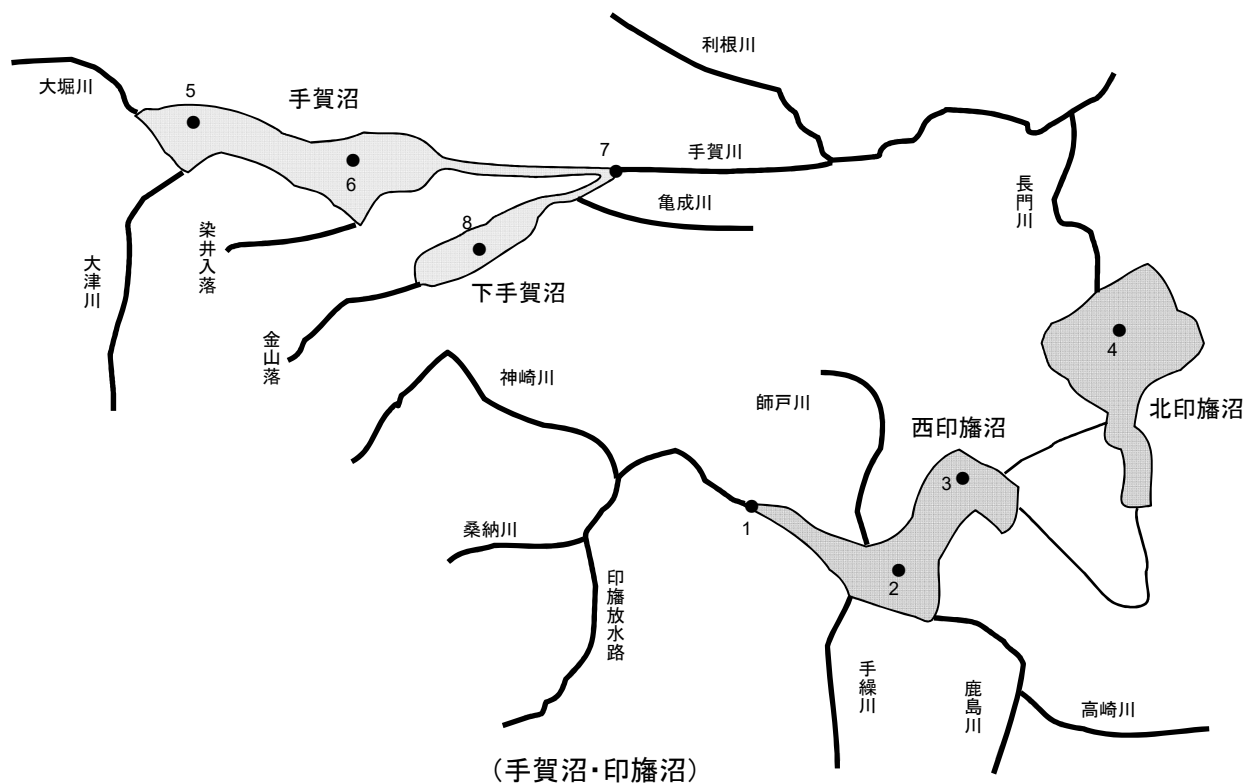 利根川
大堀川
5
手賀沼
7
手賀川
6
亀成川
長門川
染井入落
8
大津川
下手賀沼
金山落
4
神崎川
師戸川
北印旛沼
西印旛沼
3
1
桑納川
2
印旛放水路
手繰川
鹿島川
高崎川
(手賀沼・印旛沼)